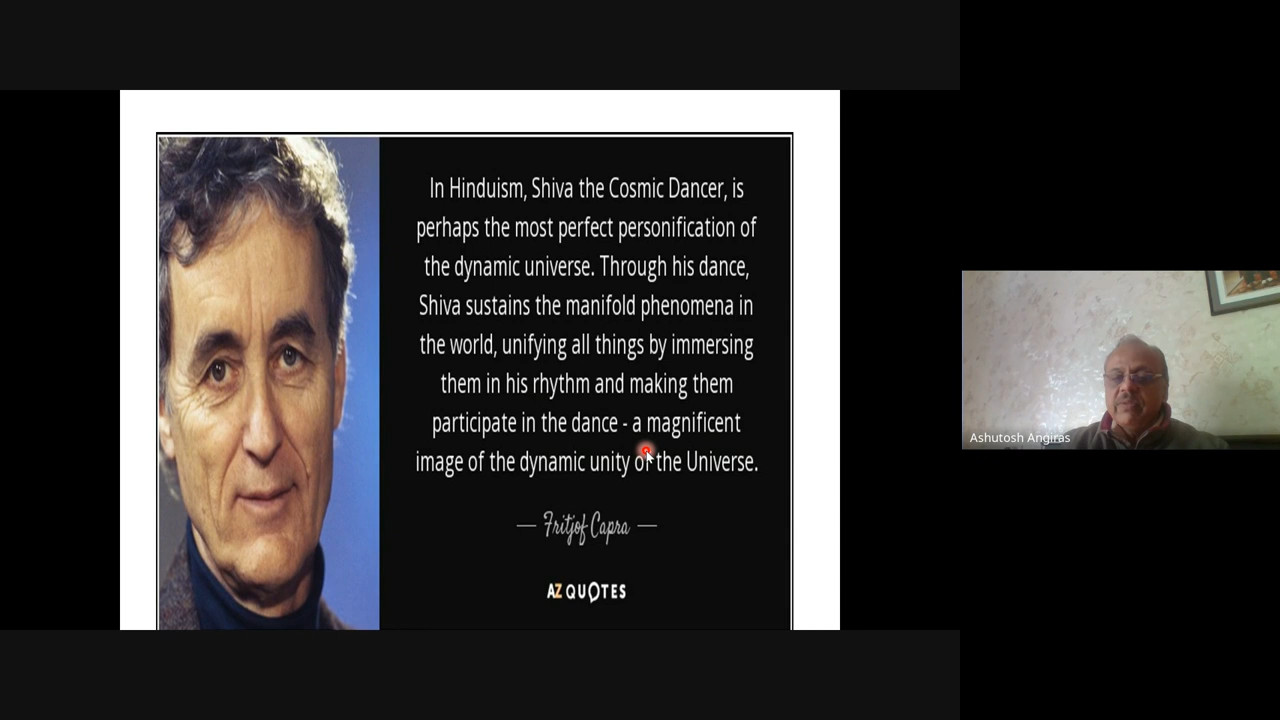 In Hinduism, Shiva the Cosmic Dancer, is
perhaps the most perfect personification of
the dynamic universe. Through his dance,
Shiva sustains the manifold phenomena in
the world, unifying all things by immersing
them in his rhythm and making them
participate in the dance - a magnificent
image of the dynamic unity of the Universe.
— Fritjof Capra —
AZ QUOTES
Ashutosh Angiras